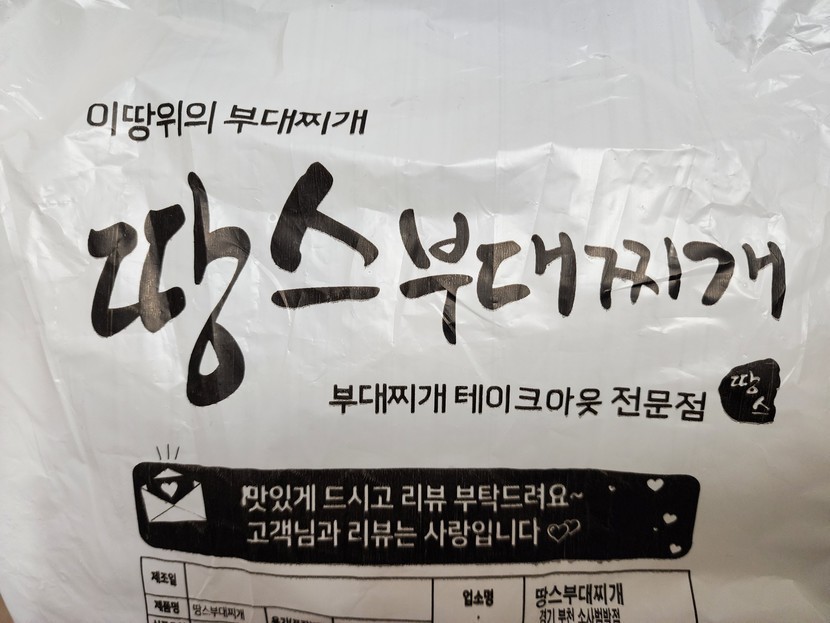 이땅위의 부대찌개
땅스부대찌개
부대찌개 테이크아웃 전문점
땅스
맛있게 드시고 리뷰 부탁드려요~
고객님과 리뷰는 사랑입니다
제조일
업소명 땅스부대찌개
제품명 땅스부대찌개
경기 부천 소사범박점